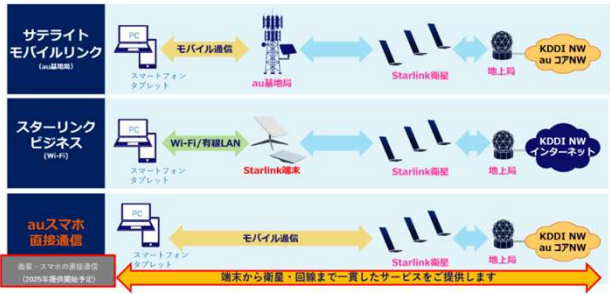 サテライト
モバイルリンク
(au基地局)
PC
スマートフォン
タブレット
モバイル通信
au基地局
Starlink衛星
地上局
KDDI NW
au コアNW
スターリンク
ビジネス
(Wi-Fi)
PC
スマートフォン
タブレット
Wi-Fi/有線LAN
Starlink端末
Starlink衛星
地上局
KDDI NW
インターネット
auスマホ
直接通信
衛星・スマホの直接通信
(2025年提供開始予定)
PC
スマートフォン
タブレット
モバイル通信
Starlink衛星
地上局
KDDI NW
au コアNW
端末から衛星・回線まで一貫したサービスをご提供します